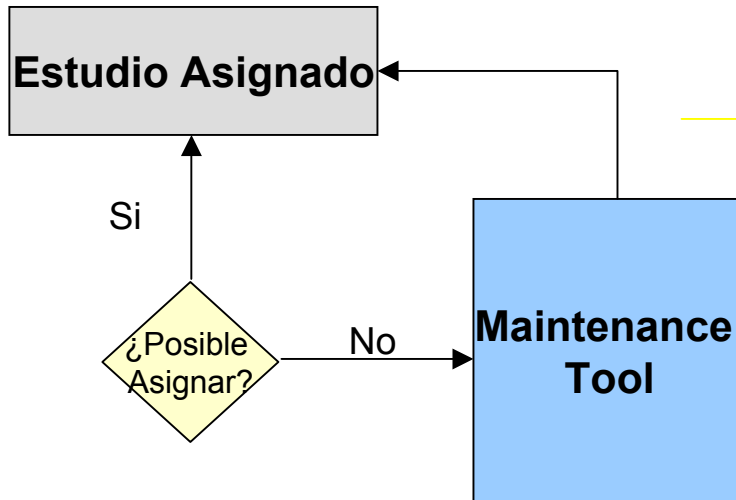 Estudio Asignado
Si
¿Posible
Asignar?
No
Maintenance
Tool